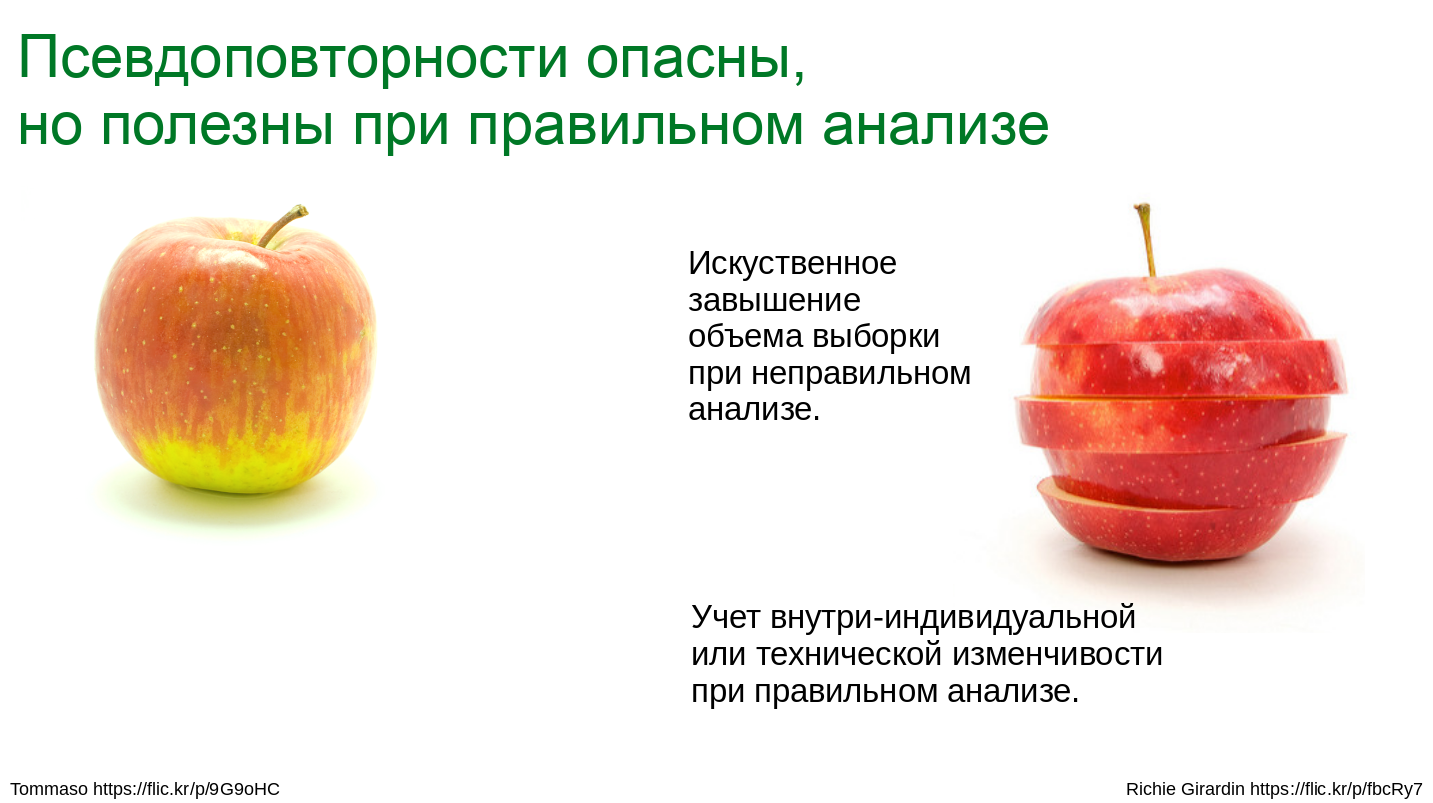 Псевдоповторности опасны,
но полезны при правильном анализе
Искуственное
завышение
объема выборки
при неправильном
анализе.
Учет внутри-индивидуальной
или технической изменчивости
при правильном анализе.
Tommaso https://flic.kr/p/9G9oHC
Richie Girardin https://flic.kr/p/fbcRy7